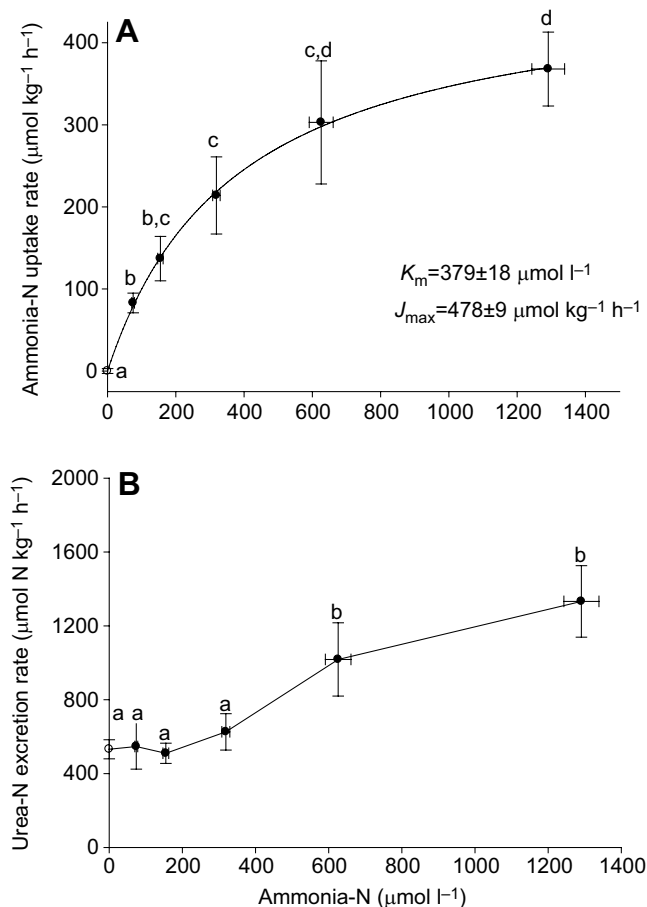 A
Ammonia-N uptake rate (μmol kg⁻¹ h⁻¹)
400
300
200
100
0
a
b
b,c
c
c,d
d
Kₘ=379±18 μmol l⁻¹
Jₘₐₓ=478±9 μmol kg⁻¹ h⁻¹
0 200 400 600 800 1000 1200 1400
B
Urea-N excretion rate (μmol N kg⁻¹ h⁻¹)
2000
1600
1200
800
400
0
a a a a b b
0 200 400 600 800 1000 1200 1400
Ammonia-N (μmol l⁻¹)